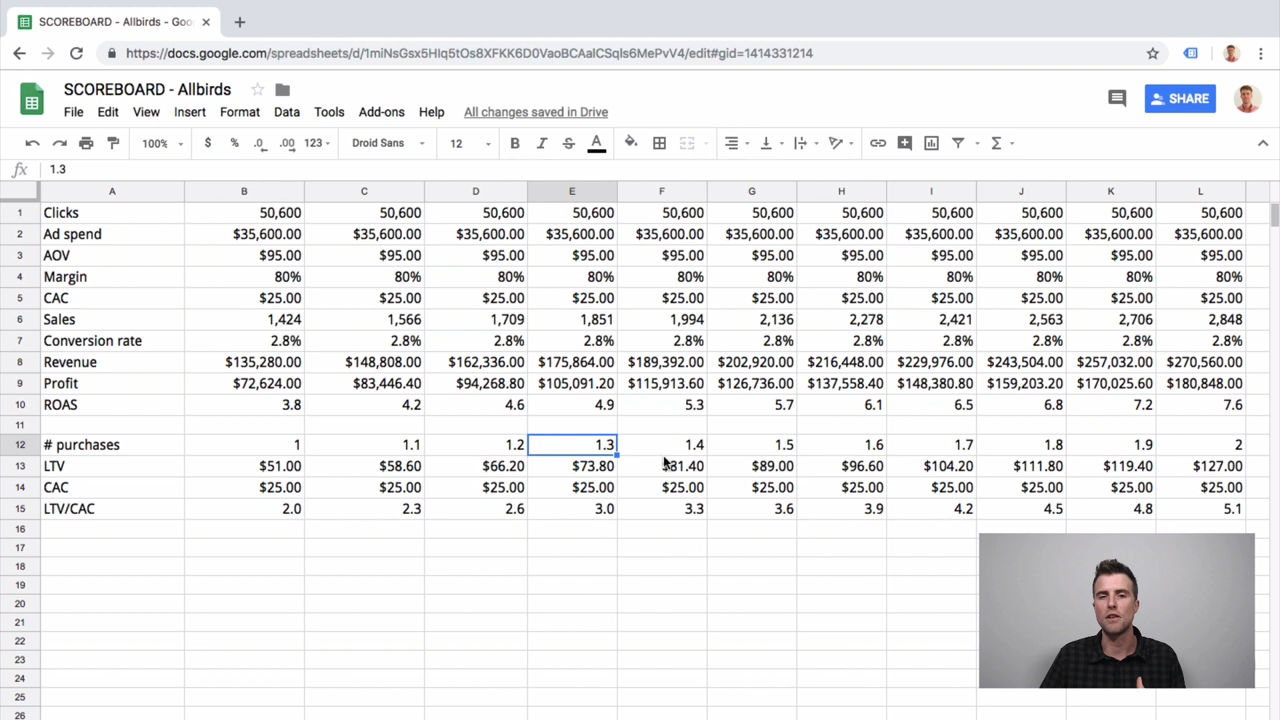 SCOREBOARD - Allbirds - Goo
https://docs.google.com/spreadsheets/d/1miNsGsx5HIq5tOs8XFKK6D0VaoBCAalCSqIs6MePvV4/edit#gid=1414331214
SCOREBOARD - Allbirds
SHARE
File Edit View Insert Format Data Tools Add-ons Help All changes saved in Drive
100% $ % .0 .00 123 Droid Sans 12 B I S A Σ
fx 1.3
A B C D E F G H I J K L
1 Clicks 50,600 50,600 50,600 50,600 50,600 50,600 50,600 50,600 50,600 50,600 50,600
2 Ad spend $35,600.00 $35,600.00 $35,600.00 $35,600.00 $35,600.00 $35,600.00 $35,600.00 $35,600.00 $35,600.00 $35,600.00 $35,600.00
3 AOV $95.00 $95.00 $95.00 $95.00 $95.00 $95.00 $95.00 $95.00 $95.00 $95.00 $95.00
4 Margin 80% 80% 80% 80% 80% 80% 80% 80% 80% 80% 80%
5 CAC $25.00 $25.00 $25.00 $25.00 $25.00 $25.00 $25.00 $25.00 $25.00 $25.00 $25.00
6 Sales 1,424 1,566 1,709 1,851 1,994 2,136 2,278 2,421 2,563 2,706 2,848
7 Conversion rate 2.8% 2.8% 2.8% 2.8% 2.8% 2.8% 2.8% 2.8% 2.8% 2.8% 2.8%
8 Revenue $135,280.00 $148,808.00 $162,336.00 $175,864.00 $189,392.00 $202,920.00 $216,448.00 $229,976.00 $243,504.00 $257,032.00 $270,560.00
9 Profit $72,624.00 $83,446.40 $94,268.80 $105,091.20 $115,913.60 $126,736.00 $137,558.40 $148,380.80 $159,203.20 $170,025.60 $180,848.00
10 ROAS 3.8 4.2 4.6 4.9 5.3 5.7 6.1 6.5 6.8 7.2 7.6
11
12 # purchases 1 1.1 1.2 1.3 1.4 1.5 1.6 1.7 1.8 1.9 2
13 LTV $51.00 $58.60 $66.20 $73.80 $81.40 $89.00 $96.60 $104.20 $111.80 $119.40 $127.00
14 CAC $25.00 $25.00 $25.00 $25.00 $25.00 $25.00 $25.00 $25.00 $25.00 $25.00 $25.00
15 LTV/CAC 2.0 2.3 2.6 3.0 3.3 3.6 3.9 4.2 4.5 4.8 5.1
16
17
18
19
20
21
22
23
24
25
26